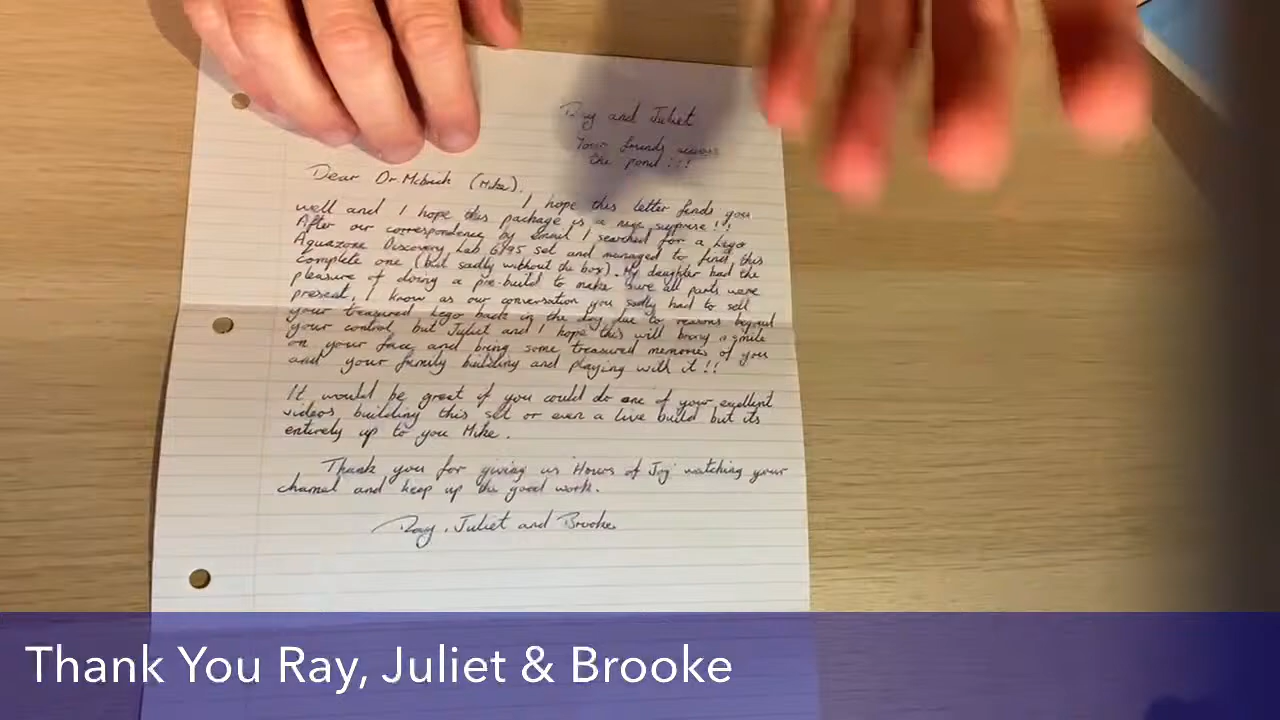 Ray and Juliet
Your friends across
the pond !!!
Dear Dr. (Mike).
I hope this letter finds you
well and I hope this package is a nice surprise !!!
After our correspondence by email I searched for a Lego
Aquazone Discovery Lab 6195 set and managed to find this
complete one (but sadly without the box). My daughter had the
pleasure of doing a pre-build to make sure all parts were
present, I know as our conversation you sadly had to sell
your treasured Lego back in the day due to reasons beyond
your control, but Juliet and I hope this will bring a smile
on your face and bring some treasured memories of you
and your family building and playing with it !!
It would be great if you could do one of your excellent
videos building this set or even a live build but its
entirely up to you Mike.
Thank you for giving us 'Hours of Joy' watching your
channel and keep up the good work.
Ray, Juliet and Brooke
Thank You Ray, Juliet & Brooke